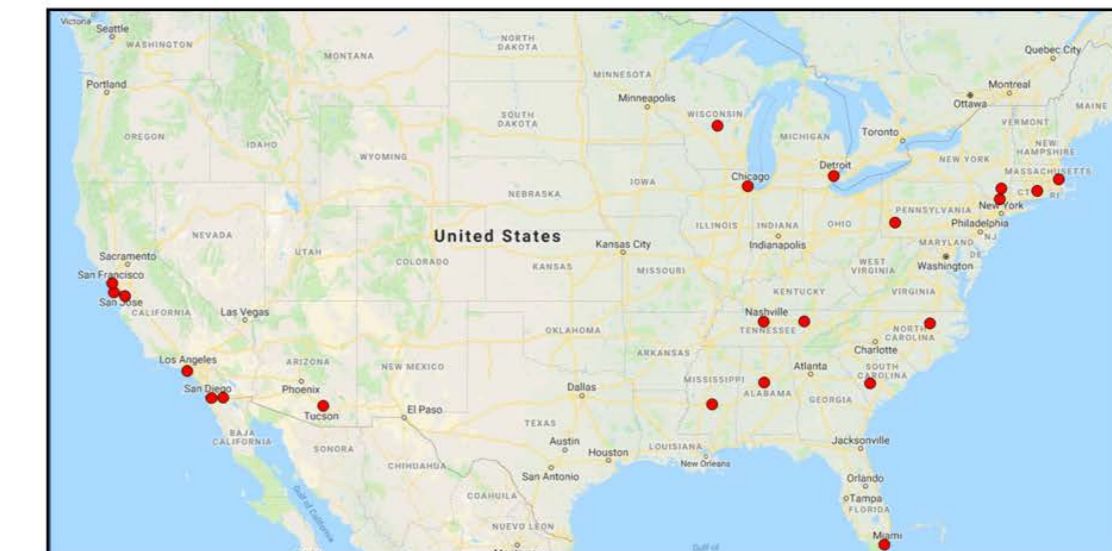 Victoria
Seattle
WASHINGTON
MONTANA
NORTH
DAKOTA
Quebec City
Portland
MINNESOTA
Montreal
Minneapolis
Ottawa
MAINE
SOUTH
DAKOTA
WISCONSIN
VERMONT
OREGON
IDAHO
MICHIGAN
Toronto
NEW
HAMPSHIRE
WYOMING
Detroit
NEW YORK
MASSACHUSETTS
Chicago
IOWA
CT
RI
NEBRASKA
New York
PENNSYLVANIA
Philadelphia
NEVADA
United States
ILLINOIS
INDIANA
OHIO
NJ
Kansas City
Indianapolis
MARYLAND
DE
UTAH
Sacramento
COLORADO
KANSAS
MISSOURI
WEST
VIRGINIA
Washington
San Francisco
San Jose
KENTUCKY
VIRGINIA
CALIFORNIA
Las Vegas
Nashville
OKLAHOMA
TENNESSEE
NORTH
CAROLINA
Charlotte
Los Angeles
ARIZONA
NEW MEXICO
ARKANSAS
Atlanta
SOUTH
CAROLINA
San Diego
Phoenix
Dallas
MISSISSIPPI
ALABAMA
GEORGIA
Tucson
El Paso
TEXAS
BAJA
CALIFORNIA
SONORA
Austin
Houston
LOUISIANA
Jacksonville
CHIHUAHUA
San Antonio
New Orleans
Orlando
Gulf of
California
COAHUILA
Tampa
FLORIDA
NUEVO LEON
Miami
Gulf of